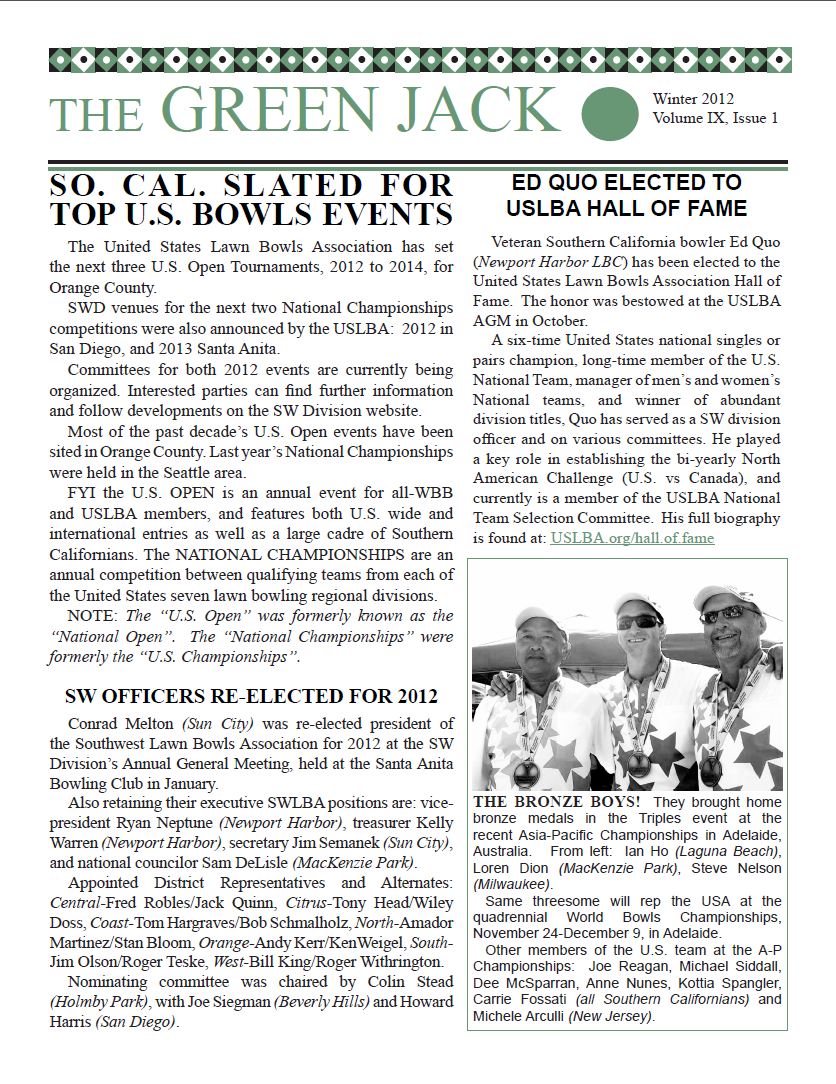 THE GREEN JACK
Winter 2012
Volume IX, Issue 1
SO. CAL. SLATED FOR
TOP U.S. BOWLS EVENTS
The United States Lawn Bowls Association has set
the next three U.S. Open Tournaments, 2012 to 2014, for
Orange County.
SWD venues for the next two National Championships
competitions were also announced by the USLBA:  2012 in
San Diego, and 2013 Santa Anita.
Committees for both 2012 events are currently being
organized. Interested parties can find further information
and follow developments on the SW Division website.
Most of the past decade's U.S. Open events have been
sited in Orange County. Last year's National Championships
were held in the Seattle area.
FYI the U.S. OPEN is an annual event for all-WBB
and USLBA members, and features both U.S. wide and
international entries as well as a large cadre of Southern
Californians. The NATIONAL CHAMPIONSHIPS are an
annual competition between qualifying teams from each of
the United States seven lawn bowling regional divisions.
NOTE: The "U.S. Open" was formerly known as the
"National Open".  The "National Championships" were
formerly the "U.S. Championships".
SW OFFICERS RE-ELECTED FOR 2012
Conrad Melton (Sun City) was re-elected president of
the Southwest Lawn Bowls Association for 2012 at the SW
Division's Annual General Meeting, held at the Santa Anita
Bowling Club in January.
Also retaining their executive SWLBA positions are: vice-
president Ryan Neptune (Newport Harbor), treasurer Kelly
Warren (Newport Harbor), secretary Jim Semanek (Sun City),
and national councilor Sam DeLisle (MacKenzie Park).
Appointed District Representatives and Alternates:
Central-Fred Robles/Jack Quinn, Citrus-Tony Head/Wiley
Doss, Coast-Tom Hargraves/Bob Schmalholz, North-Amador
Martinez/Stan Bloom, Orange-Andy Kerr/KenWeigel, South-
Jim Olson/Roger Teske, West-Bill King/Roger Withrington.
Nominating committee was chaired by Colin Stead
(Holmby Park), with Joe Siegman (Beverly Hills) and Howard
Harris (San Diego).
ED QUO ELECTED TO
USLBA HALL OF FAME
Veteran Southern California bowler Ed Quo
(Newport Harbor LBC) has been elected to the
United States Lawn Bowls Association Hall of
Fame.  The honor was bestowed at the USLBA
AGM in October.
A six-time United States national singles or
pairs champion, long-time member of the U.S.
National Team, manager of men's and women's
National teams, and winner of abundant
division titles, Quo has served as a SW division
officer and on various committees. He played
a key role in establishing the bi-yearly North
American Challenge (U.S. vs Canada), and
currently is a member of the USLBA National
Team Selection Committee.  His full biography
is found at: USLBA.org/hall.of.fame
THE BRONZE BOYS!  They brought home
bronze medals in the Triples event at the
recent Asia-Pacific Championships in Adelaide,
Australia.  From left:  Ian Ho (Laguna Beach),
Loren Dion (MacKenzie Park), Steve Nelson
(Milwaukee).
Same threesome will rep the USA at the
quadrennial World Bowls Championships,
November 24-December 9, in Adelaide.
Other members of the U.S. team at the A-P
Championships:  Joe Reagan, Michael Siddall,
Dee McSparran, Anne Nunes, Kottia Spangler,
Carrie Fossati (all Southern Californians) and
Michele Arculli (New Jersey).